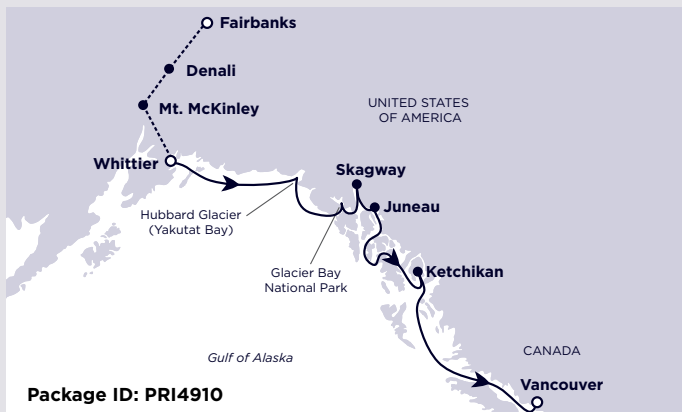 Fairbanks
Denali
Mt. McKinley
UNITED STATES
OF AMERICA
Whittier
Skagway
Juneau
Hubbard Glacier
(Yakutat Bay)
Glacier Bay
National Park
Ketchikan
Gulf of Alaska
CANADA
Vancouver
Package ID: PRI4910